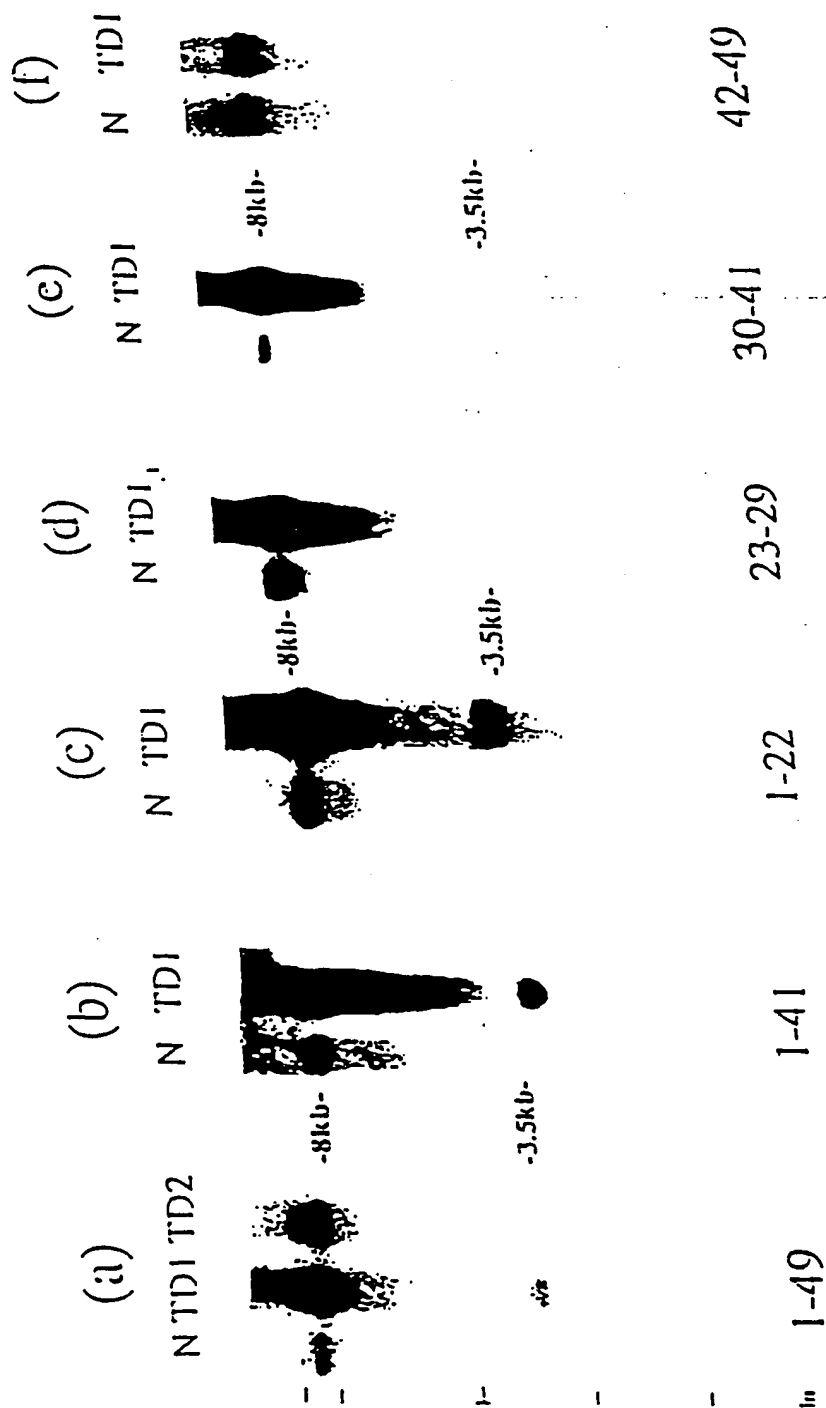 (a)
N TD1 TD2
-8kb-
-3.5kb-
1-49
(b)
N TD1
1-41
(c)
N TD1
-8kb-
-3.5kb-
1-22
(d)
N TD1
23-29
(e)
N TD1
-8kb-
-3.5kb-
30-41
(f)
N TD1
42-49